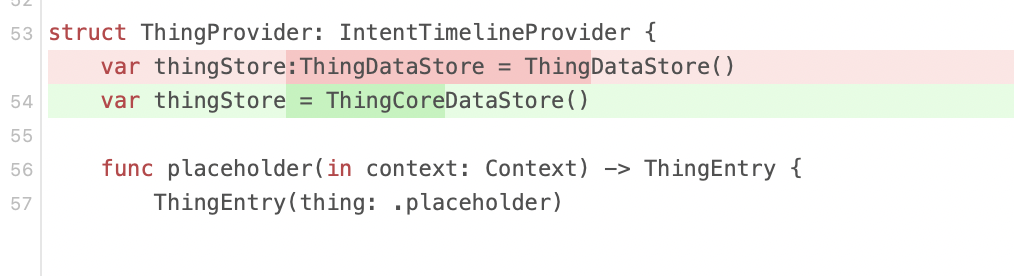 52
53 struct ThingProvider: IntentTimelineProvider {
var thingStore:ThingDataStore = ThingDataStore()
54 var thingStore = ThingCoreDataStore()
55
56 func placeholder(in context: Context) -> ThingEntry {
57 ThingEntry(thing: .placeholder)